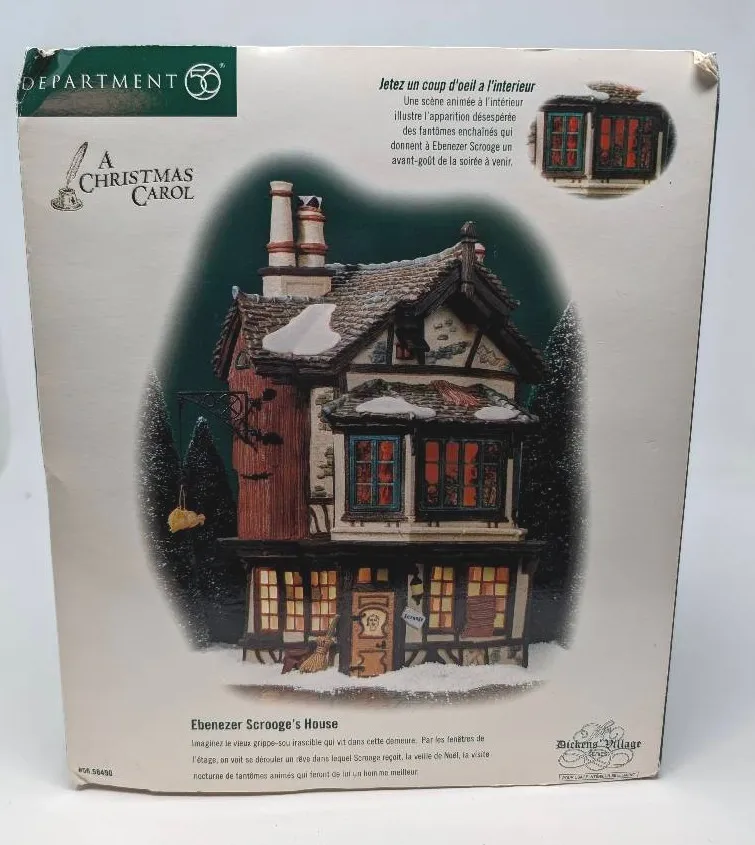 DEPARTMENT 56®
A
CHRISTMAS
CAROL
Jetez un coup d'oeil a l'interieur
Une scène animée à l'intérieur
illustre l'apparition désespérée
des fantômes enchaînés qui
donnent à Ebenezer Scrooge un
avant-goût de la soirée à venir.
Scrooge
Ebenezer Scrooge's House
Imaginez le vieux grippe-sou irascible qui vit dans cette demeure. Par les fenêtres de
l'étage, on voit se dérouler un rêve dans lequel Scrooge reçoit, la veille de Noël, la visite
nocturne de fantômes animés qui feront de lui un homme meilleur.
#56.58490
Dickens' Village
SERIES